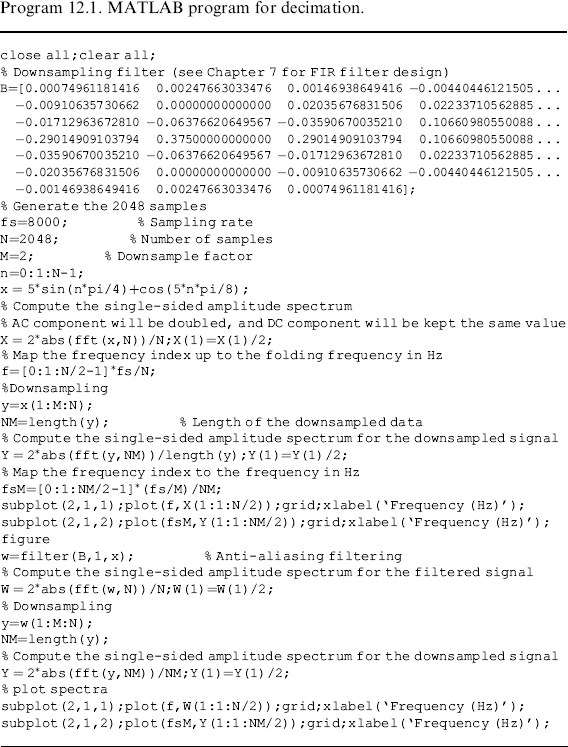 Program 12.1. MATLAB program for decimation.
close all;clear all;
% Downsampling filter (see Chapter 7 for FIR filter design)
B=[0.00074961181416 0.00247663033476 0.00146938649416 −0.00440446121505...
−0.00910635730662 0.00000000000000 0.02035676831506 0.02233710562885...
−0.01712963672810 −0.06376620649567 −0.03590670035210 0.10660980550088...
−0.29014909103794 0.37500000000000 0.29014909103794 0.10660980550088...
−0.03590670035210 −0.06376620649567 −0.01712963672810 0.02233710562885...
−0.02035676831506 0.00000000000000 −0.00910635730662 −0.00440446121505...
−0.00146938649416 0.00247663033476 0.00074961181416];
% Generate the 2048 samples
fs=8000; % Sampling rate
N=2048; % Number of samples
M=2; % Downsample factor
n=0:1:N-1;
x = 5*sin(n*pi/4)+cos(5*n*pi/8);
% Compute the single-sided amplitude spectrum
% AC component will be doubled, and DC component will be kept the same value
X = 2*abs(fft(x,N))/N;X(1)=X(1)/2;
% Map the frequency index up to the folding frequency in Hz
f=[0:1:N/2-1]*fs/N;
%Downsampling
y=x(1:M:N);
NM=length(y); % Length of the downsampled data
% Compute the single-sided amplitude spectrum for the downsampled signal
Y = 2*abs(fft(y,NM))/length(y);Y(1)=Y(1)/2;
% Map the frequency index to the frequency in Hz
fsM=[0:1:NM/2-1]*(fs/M)/NM;
subplot(2,1,1);plot(f,X(1:1:N/2));grid;xlabel(‘Frequency (Hz)’);
subplot(2,1,2);plot(fsM,Y(1:1:NM/2));grid;xlabel(‘Frequency (Hz)’);
figure
w=filter(B,1,x); % Anti-aliasing filtering
% Compute the single-sided amplitude spectrum for the filtered signal
W = 2*abs(fft(w,N))/N;W(1)=W(1)/2;
% Downsampling
y=w(1:M:N);
NM=length(y);
% Compute the single-sided amplitude spectrum for the downsampled signal
Y = 2*abs(fft(y,NM))/NM;Y(1)=Y(1)/2;
% plot spectra
subplot(2,1,1);plot(f,W(1:1:N/2));grid;xlabel(‘Frequency (Hz)’);
subplot(2,1,2);plot(fsM,Y(1:1:NM/2));grid;xlabel(‘Frequency (Hz)’);